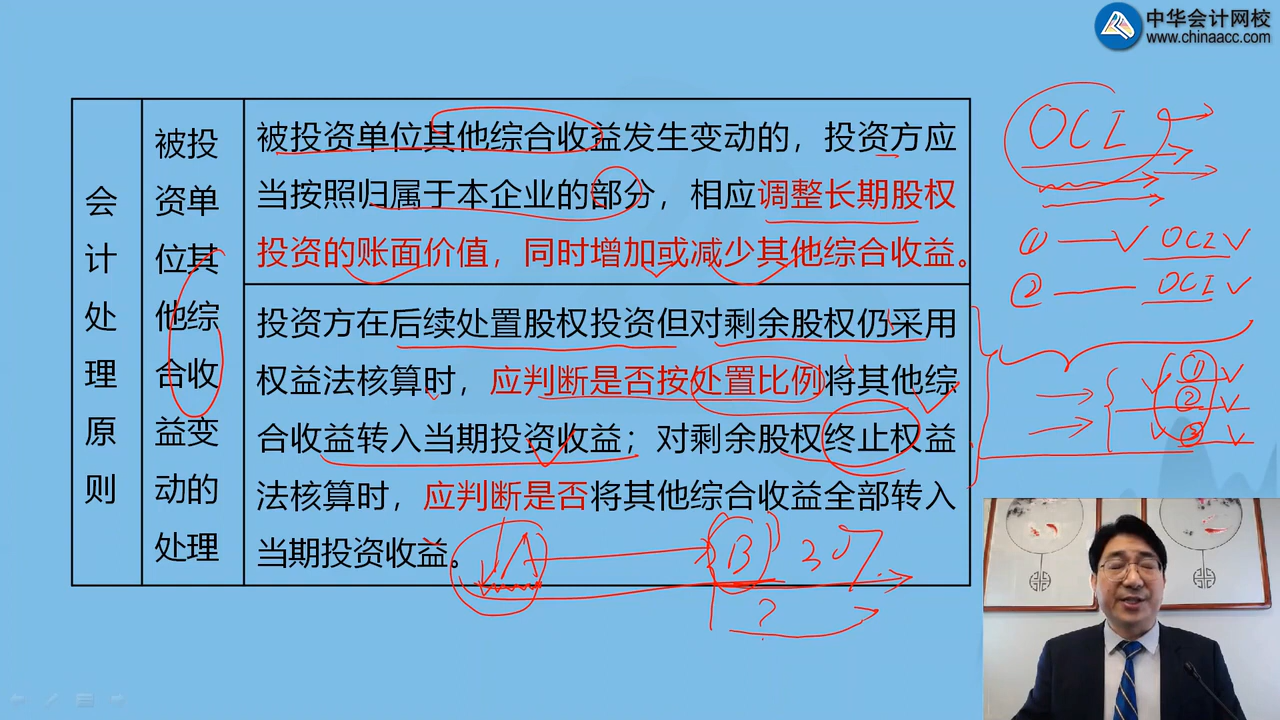 中华会计网校
www.chinaacc.com
会计处理原则
被投资单位其他综合收益变动的处理
被投资单位其他综合收益发生变动的，投资方应
当按照归属于本企业的部分，相应调整长期股权
投资的账面价值，同时增加或减少其他综合收益。
投资方在后续处置股权投资但对剩余股权仍采用
权益法核算时，应判断是否按处置比例将其他综
合收益转入当期投资收益；对剩余股权终止权益
法核算时，应判断是否将其他综合收益全部转入
当期投资收益。
OCI
① OCI
② OCI
①
②
③
A B 30%
?